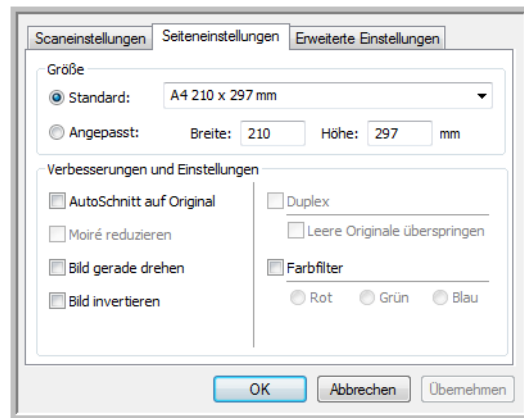 Scaneinstellungen Seiteneinstellungen Erweiterte Einstellungen
Größe
Standard: A4 210 x 297 mm
Angepasst: Breite: 210 Höhe: 297 mm
Verbesserungen und Einstellungen
AutoSchnitt auf Original
Moiré reduzieren
Bild gerade drehen
Bild invertieren
Duplex
Leere Originale überspringen
Farbfilter
Rot Grün Blau
OK Abbrechen Übernehmen